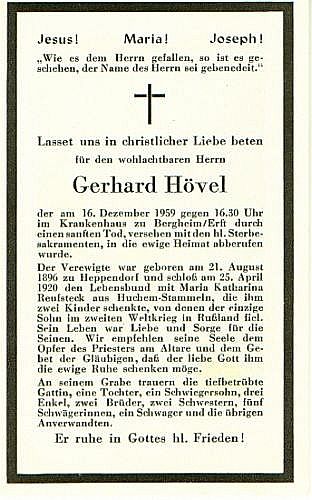 Jesus! Maria! Joseph!
„Wie es dem Herrn gefallen, so ist es ge-
schehen, der Name des Herrn sei gebenedeit.“
Lasset uns in christlicher Liebe beten
für den wohlachtbaren Herrn
Gerhard Hövel
der am 16. Dezember 1959 gegen 16.30 Uhr
im Krankenhaus zu Bergheim/Erft durch
einen sanften Tod, versehen mit den hl. Sterbe-
sakramenten, in die ewige Heimat abberufen
wurde.
Der Verewigte war geboren am 21. August
1896 zu Heppendorf und schloß am 25. April
1920 den Lebensbund mit Maria Katharina
Reufsteck aus Huchem-Stammeln, die ihm
zwei Kinder schenkte, von denen der einzige
Sohn im zweiten Weltkrieg in Rußland fiel.
Sein Leben war Liebe und Sorge für die
Seinen. Wir empfehlen seine Seele dem
Opfer des Priesters am Altare und dem Ge-
bet der Gläubigen, daß der liebe Gott ihm
die ewige Ruhe schenken möge.
An seinem Grabe trauern die tiefbetrübte
Gattin, eine Tochter, ein Schwiegersohn, drei
Enkel, zwei Brüder, zwei Schwestern, fünf
Schwägerinnen, ein Schwager und die übrigen
Anverwandten.
Er ruhe in Gottes hl. Frieden!